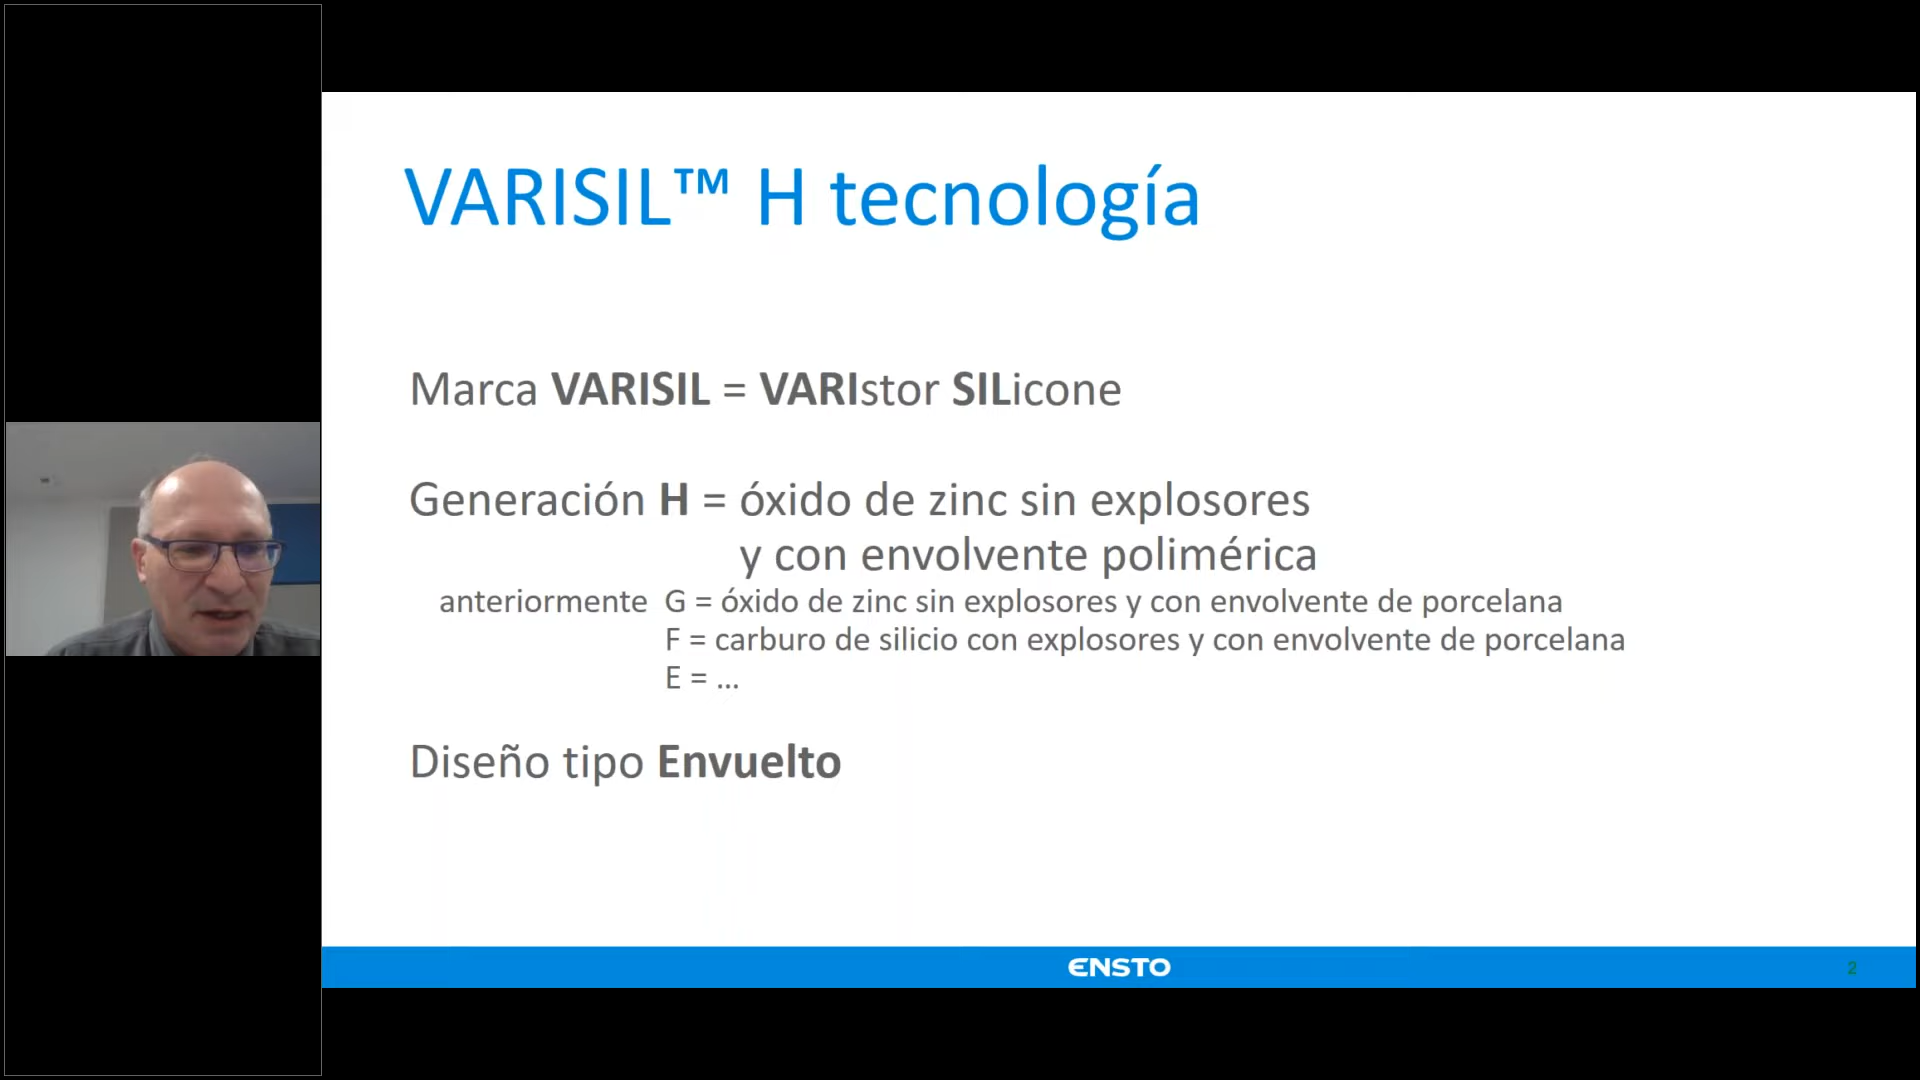 VARISIL™ H tecnología
Marca VARISIL = VARIstor SILicone
Generación H = óxido de zinc sin explosores
y con envolvente polimérica
anteriormente G = óxido de zinc sin explosores y con envolvente de porcelana
F = carburo de silicio con explosores y con envolvente de porcelana
E = ...
Diseño tipo Envuelto
ENSTO
2